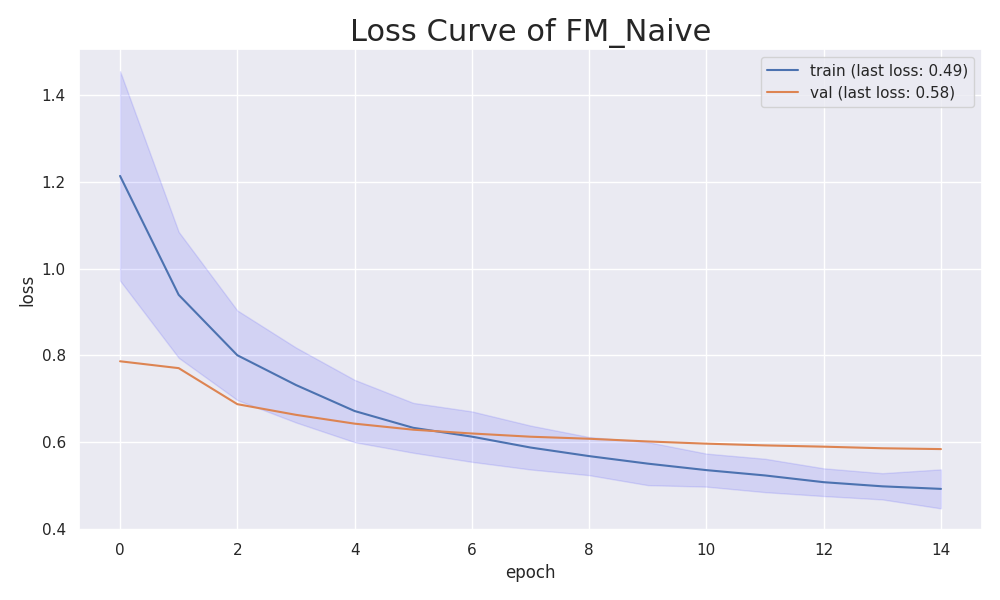 Loss Curve of FM_Naive
train (last loss: 0.49)
val (last loss: 0.58)
loss
1.4
1.2
1.0
0.8
0.6
0.4
0 2 4 6 8 10 12 14
epoch